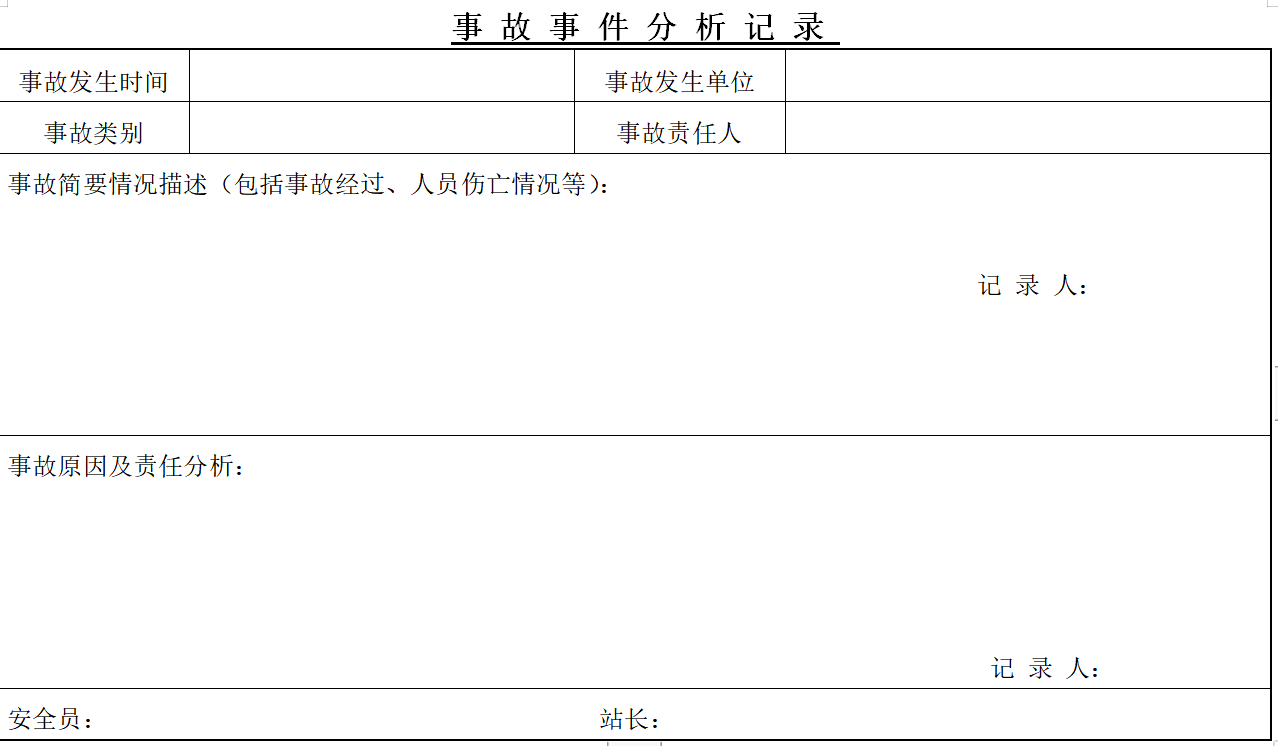 事故事件分析记录
事故发生时间 事故发生单位
事故类别 事故责任人
事故简要情况描述（包括事故经过、人员伤亡情况等）：
记 录 人：
事故原因及责任分析：
记 录 人：
安全员： 站长：